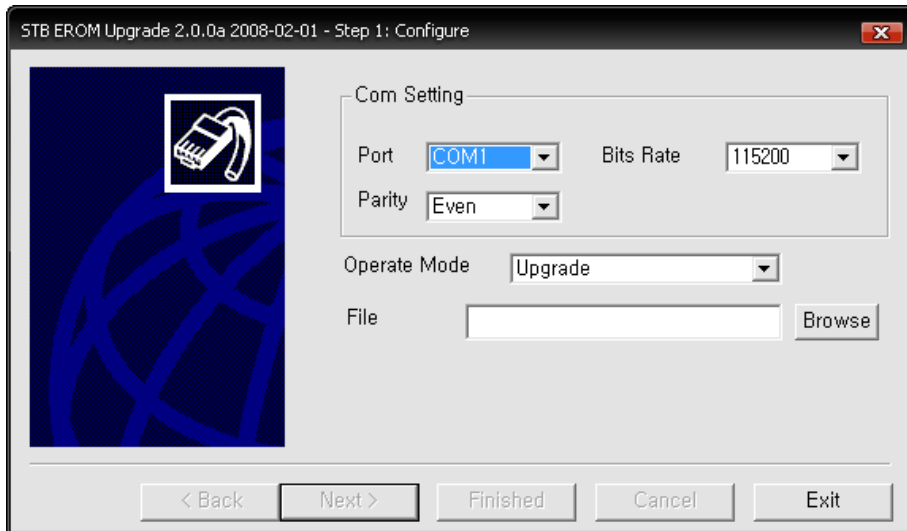 STB EROM Upgrade 2.0.0a 2008-02-01 - Step 1: Configure
Com Setting
Port COM1 Bits Rate 115200
Parity Even
Operate Mode Upgrade
File Browse
< Back Next > Finished Cancel Exit